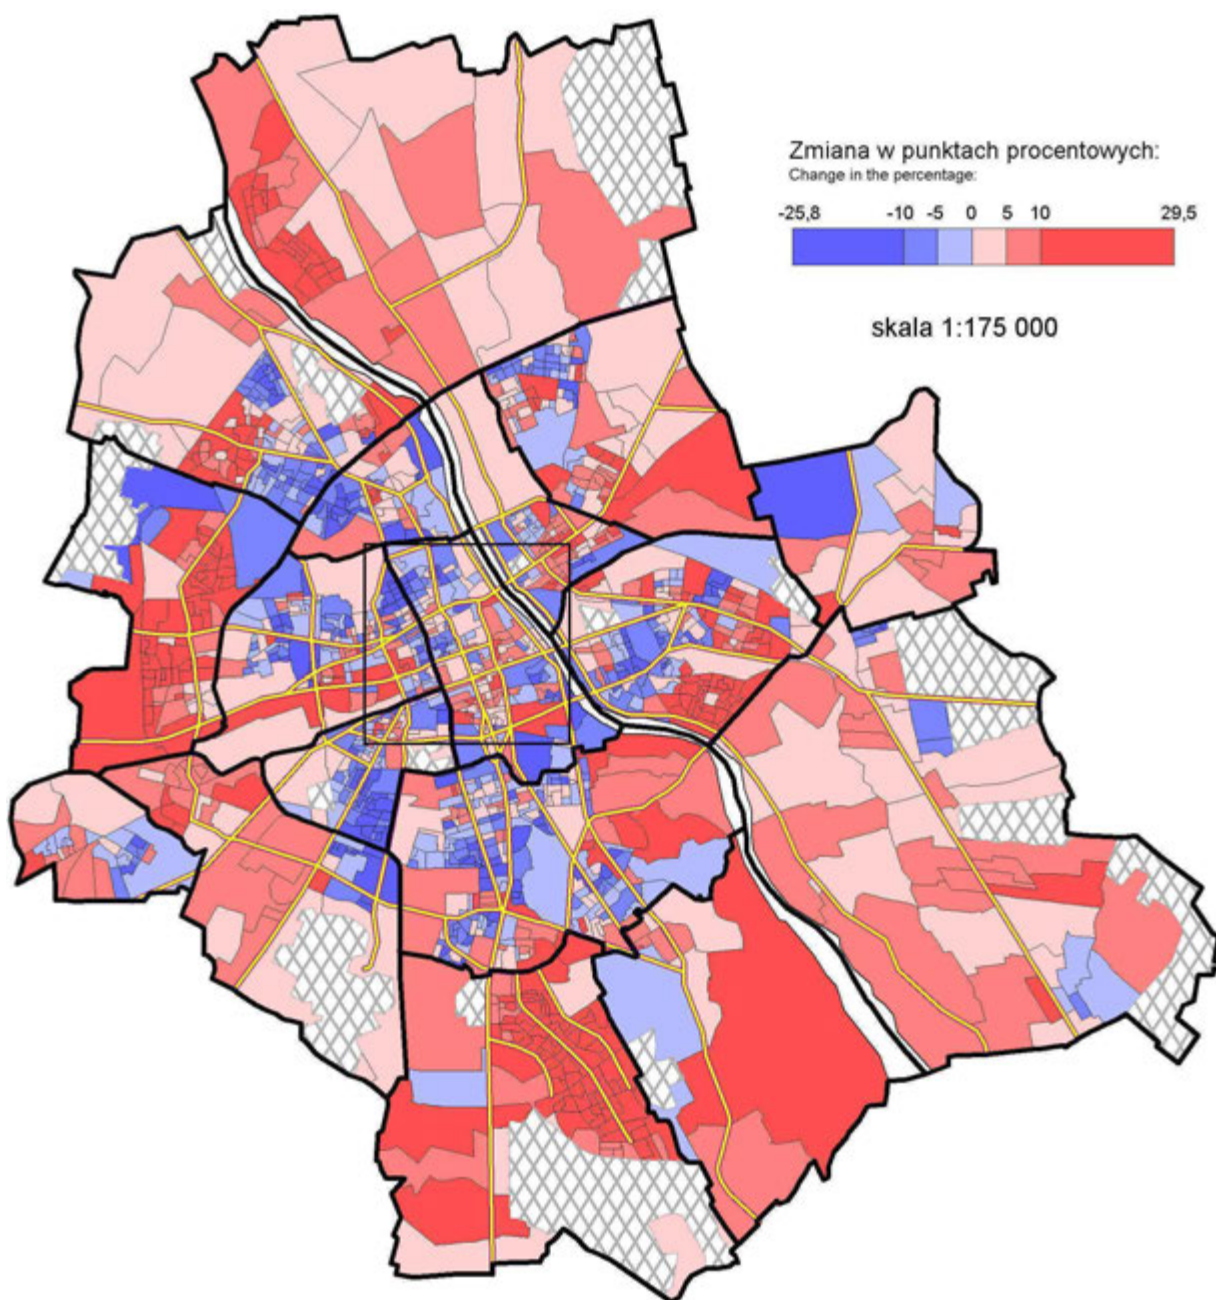 Zmiana w punktach procentowych:
Change in the percentage:
-25,8 -10 -5 0 5 10 29,5
skala 1:175 000